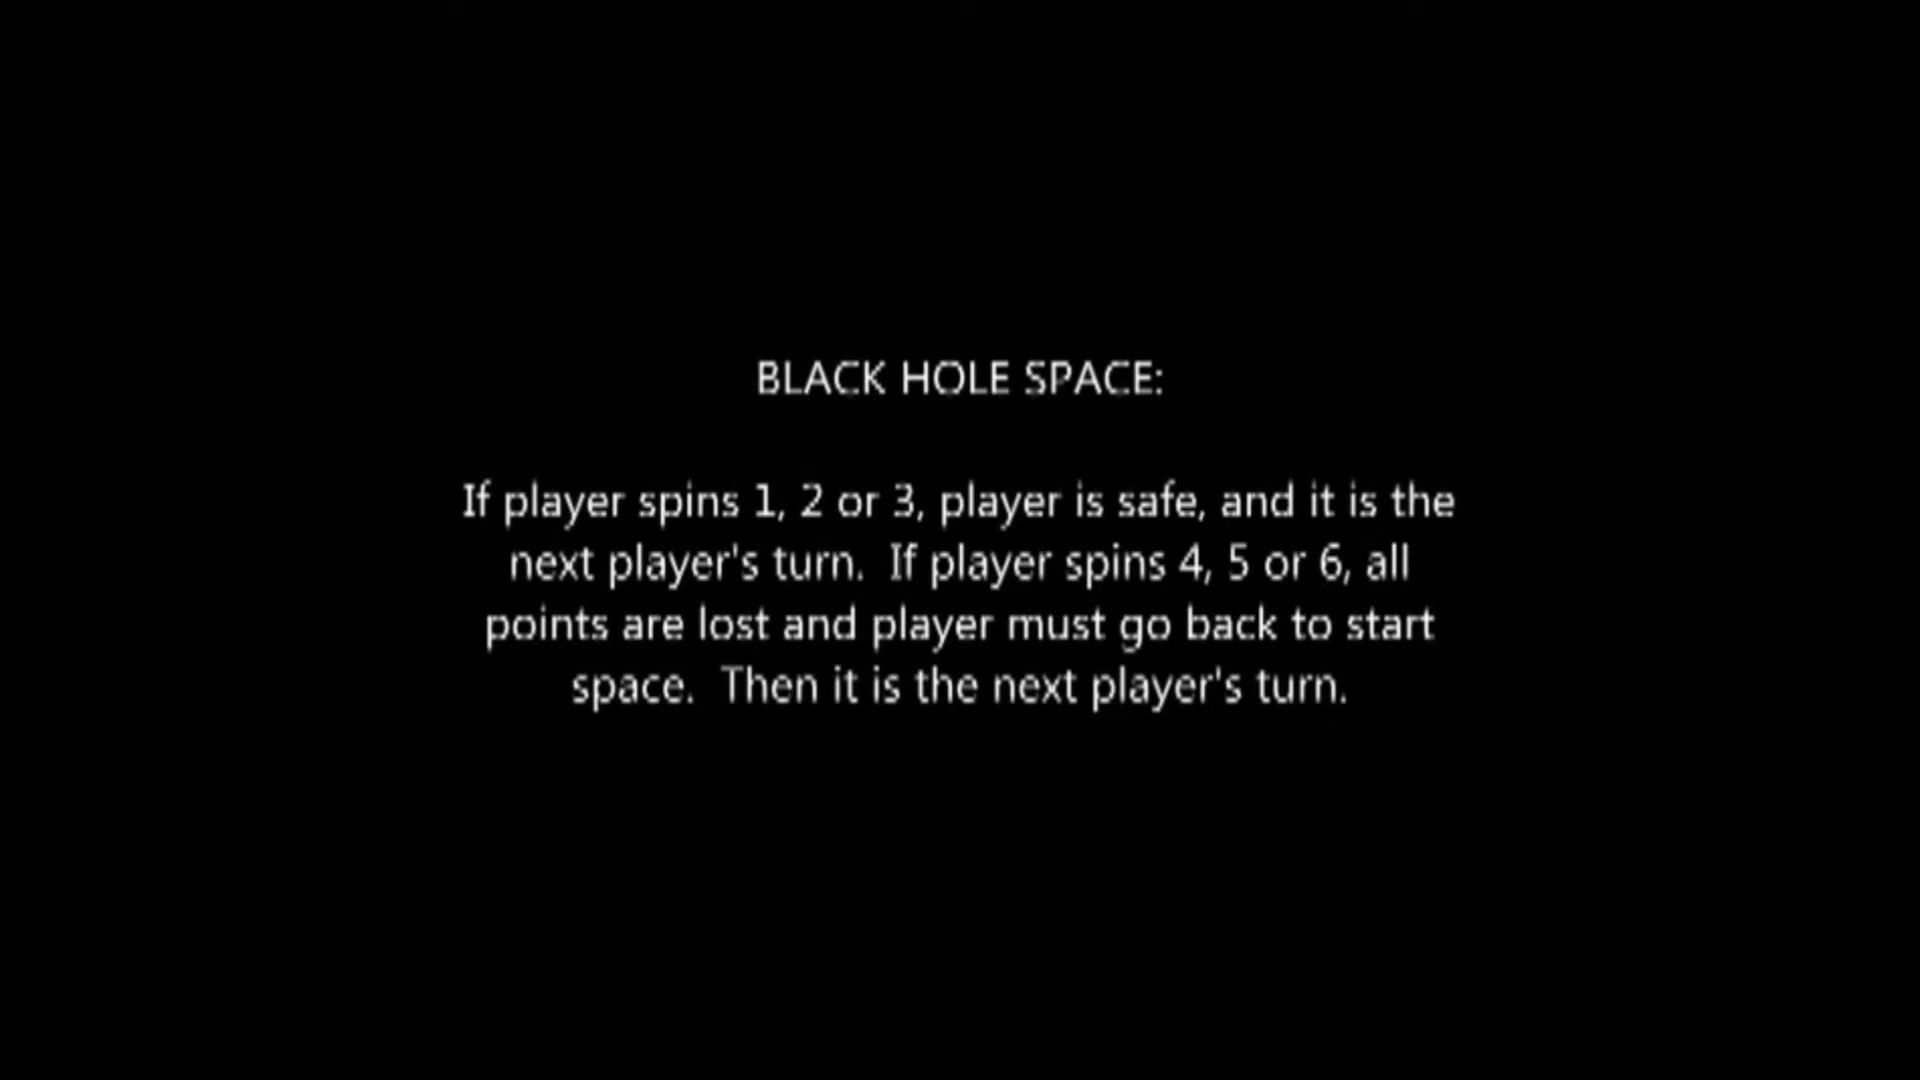 BLACK HOLE SPACE:
If player spins 1, 2 or 3, player is safe, and it is the
next player's turn.  If player spins 4, 5 or 6, all
points are lost and player must go back to start
space.  Then it is the next player's turn.